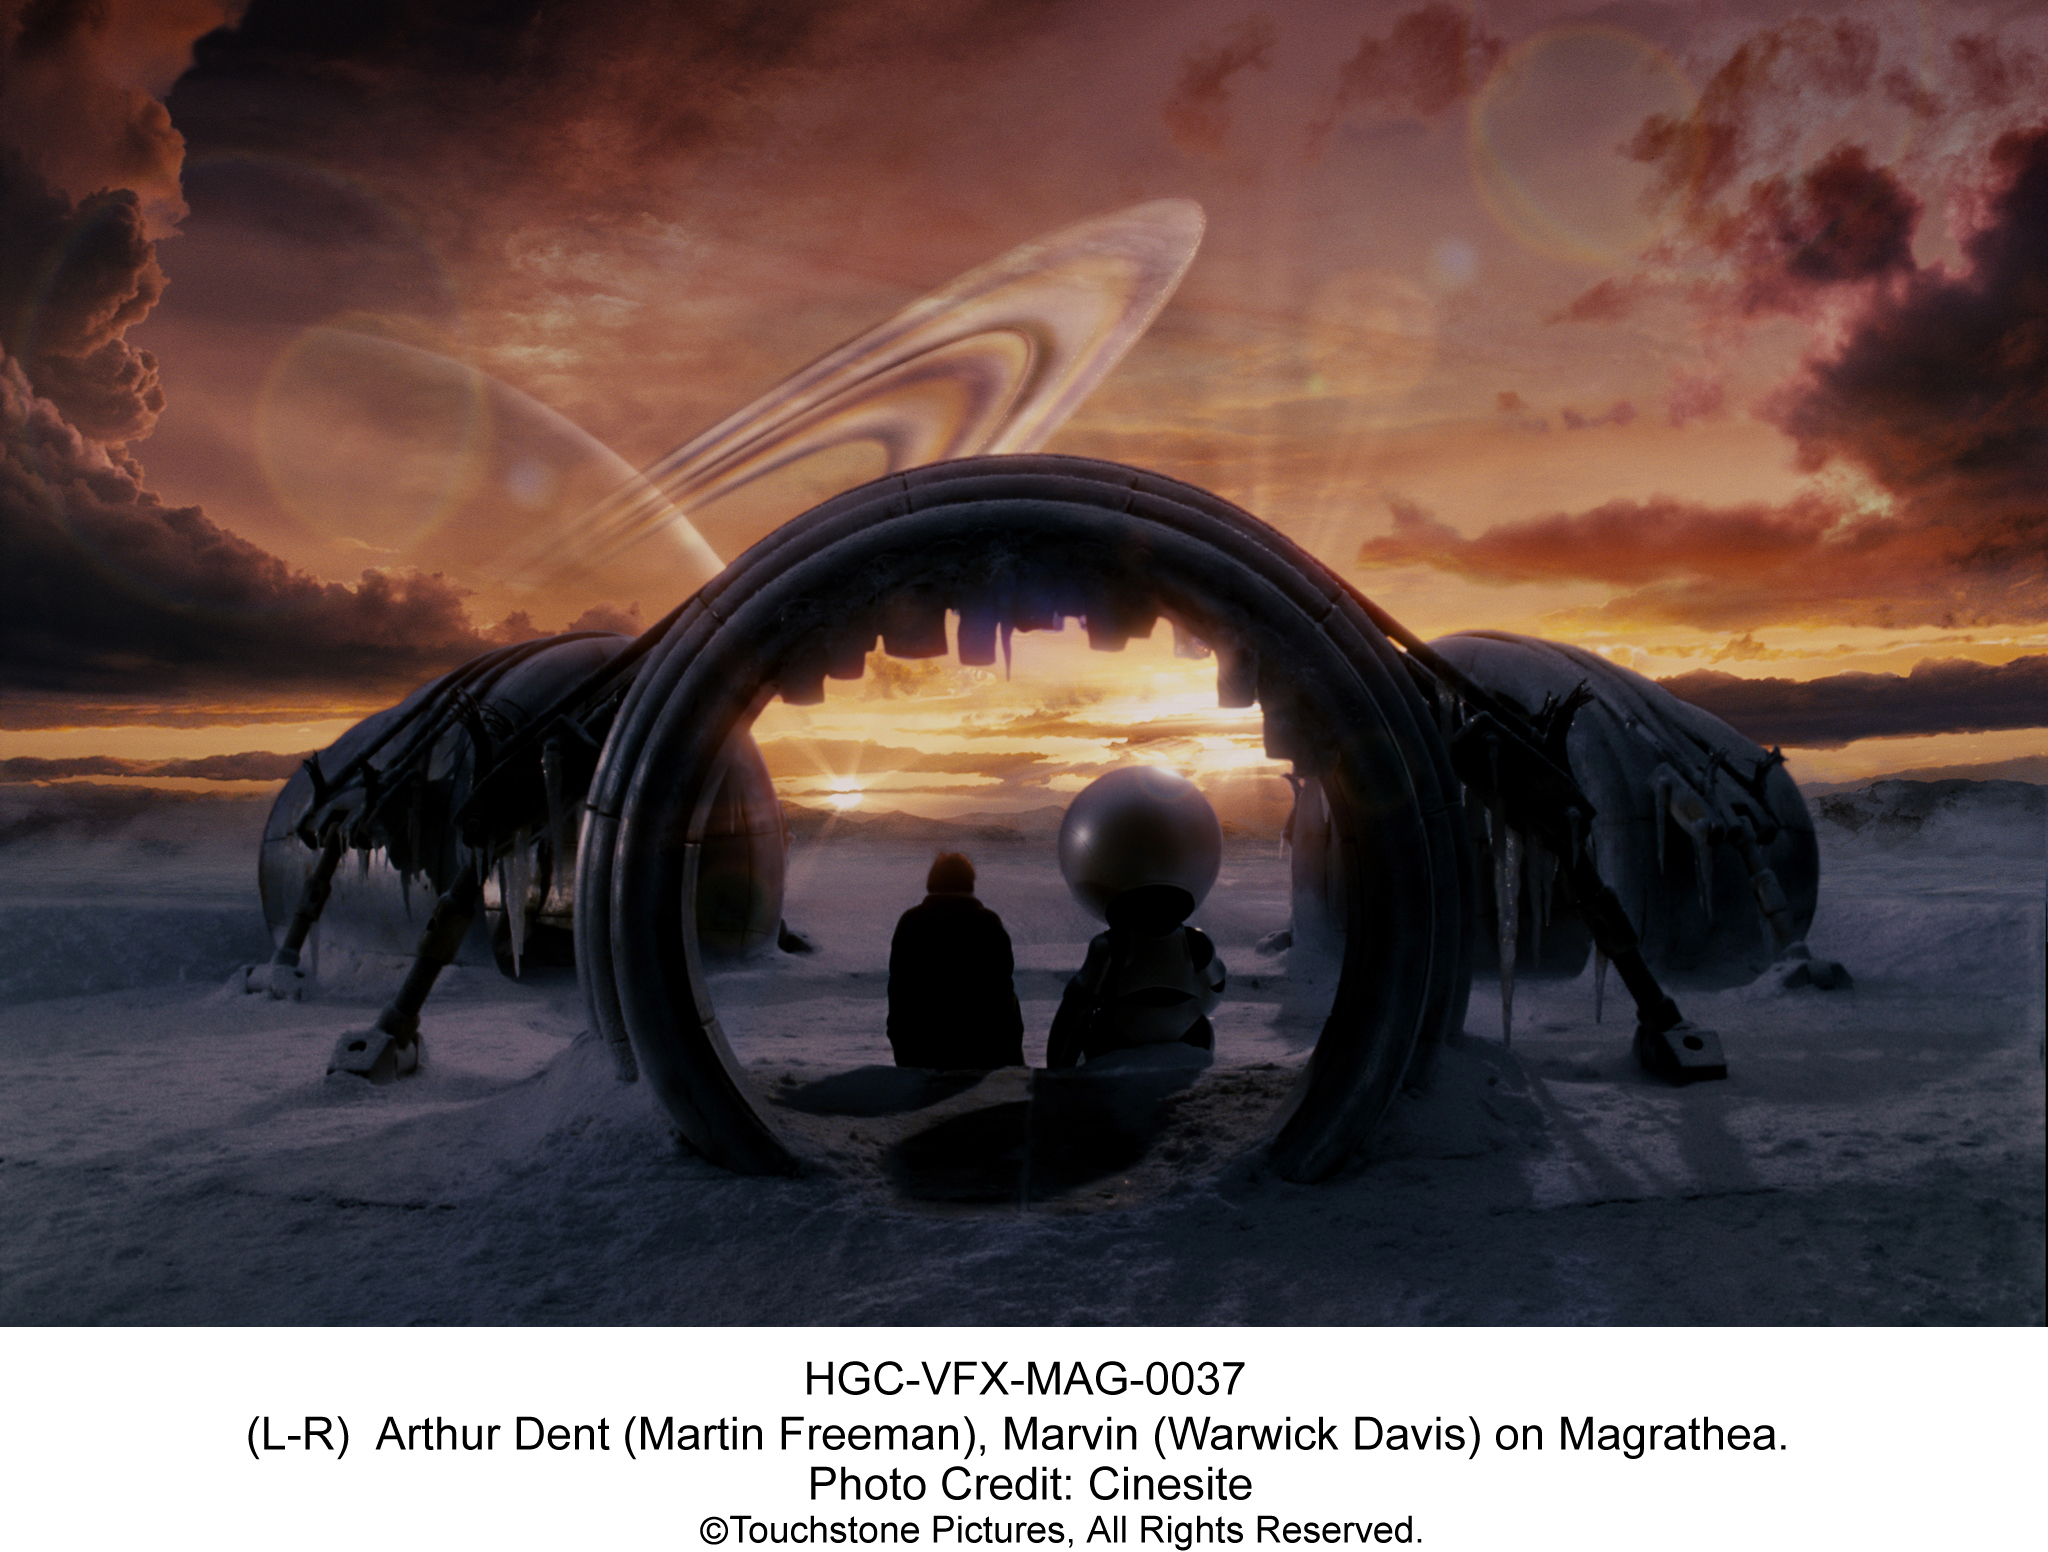 HGC-VFX-MAG-0037
(L-R)  Arthur Dent (Martin Freeman), Marvin (Warwick Davis) on Magrathea.
Photo Credit: Cinesite
©Touchstone Pictures, All Rights Reserved.